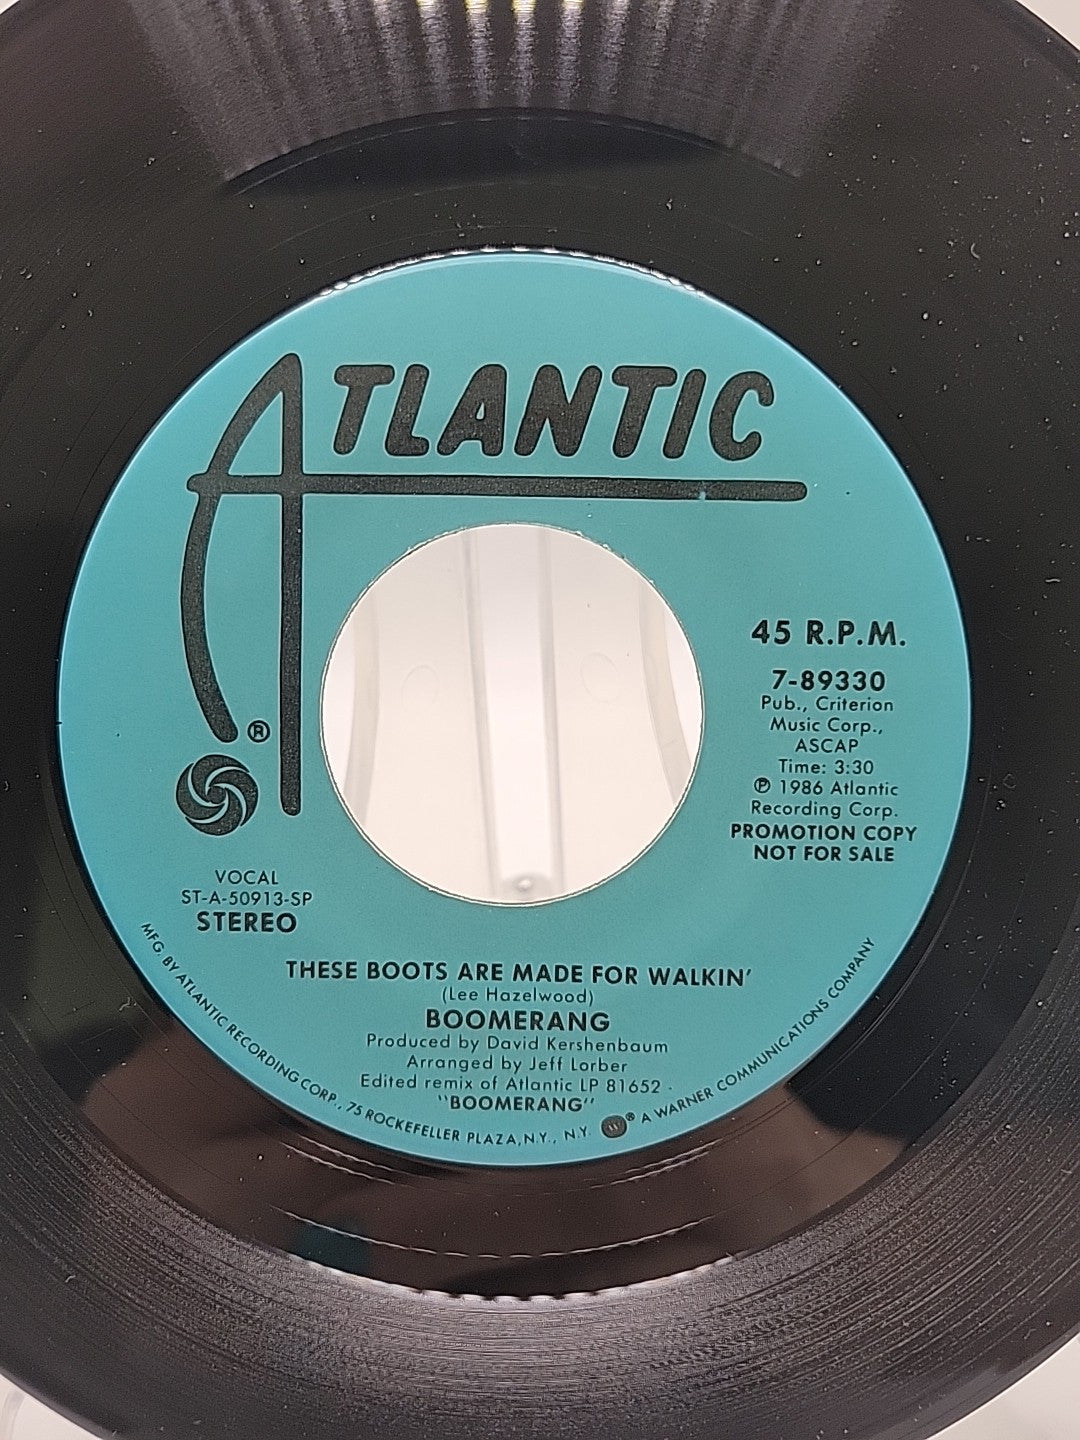 ATLANTIC
®
45 R.P.M.
7-89330
Pub., Criterion
Music Corp.,
ASCAP
Time: 3:30
℗ 1986 Atlantic
Recording Corp.
PROMOTION COPY
NOT FOR SALE
VOCAL
ST-A-50913-SP
STEREO
THESE BOOTS ARE MADE FOR WALKIN'
(Lee Hazelwood)
BOOMERANG
Produced by David Kershenbaum
Arranged by Jeff Lorber
Edited remix of Atlantic LP 81652 -
"BOOMERANG"
MFG. BY ATLANTIC RECORDING CORP., 75 ROCKEFELLER PLAZA, N.Y., N.Y. ® A WARNER COMMUNICATIONS COMPANY